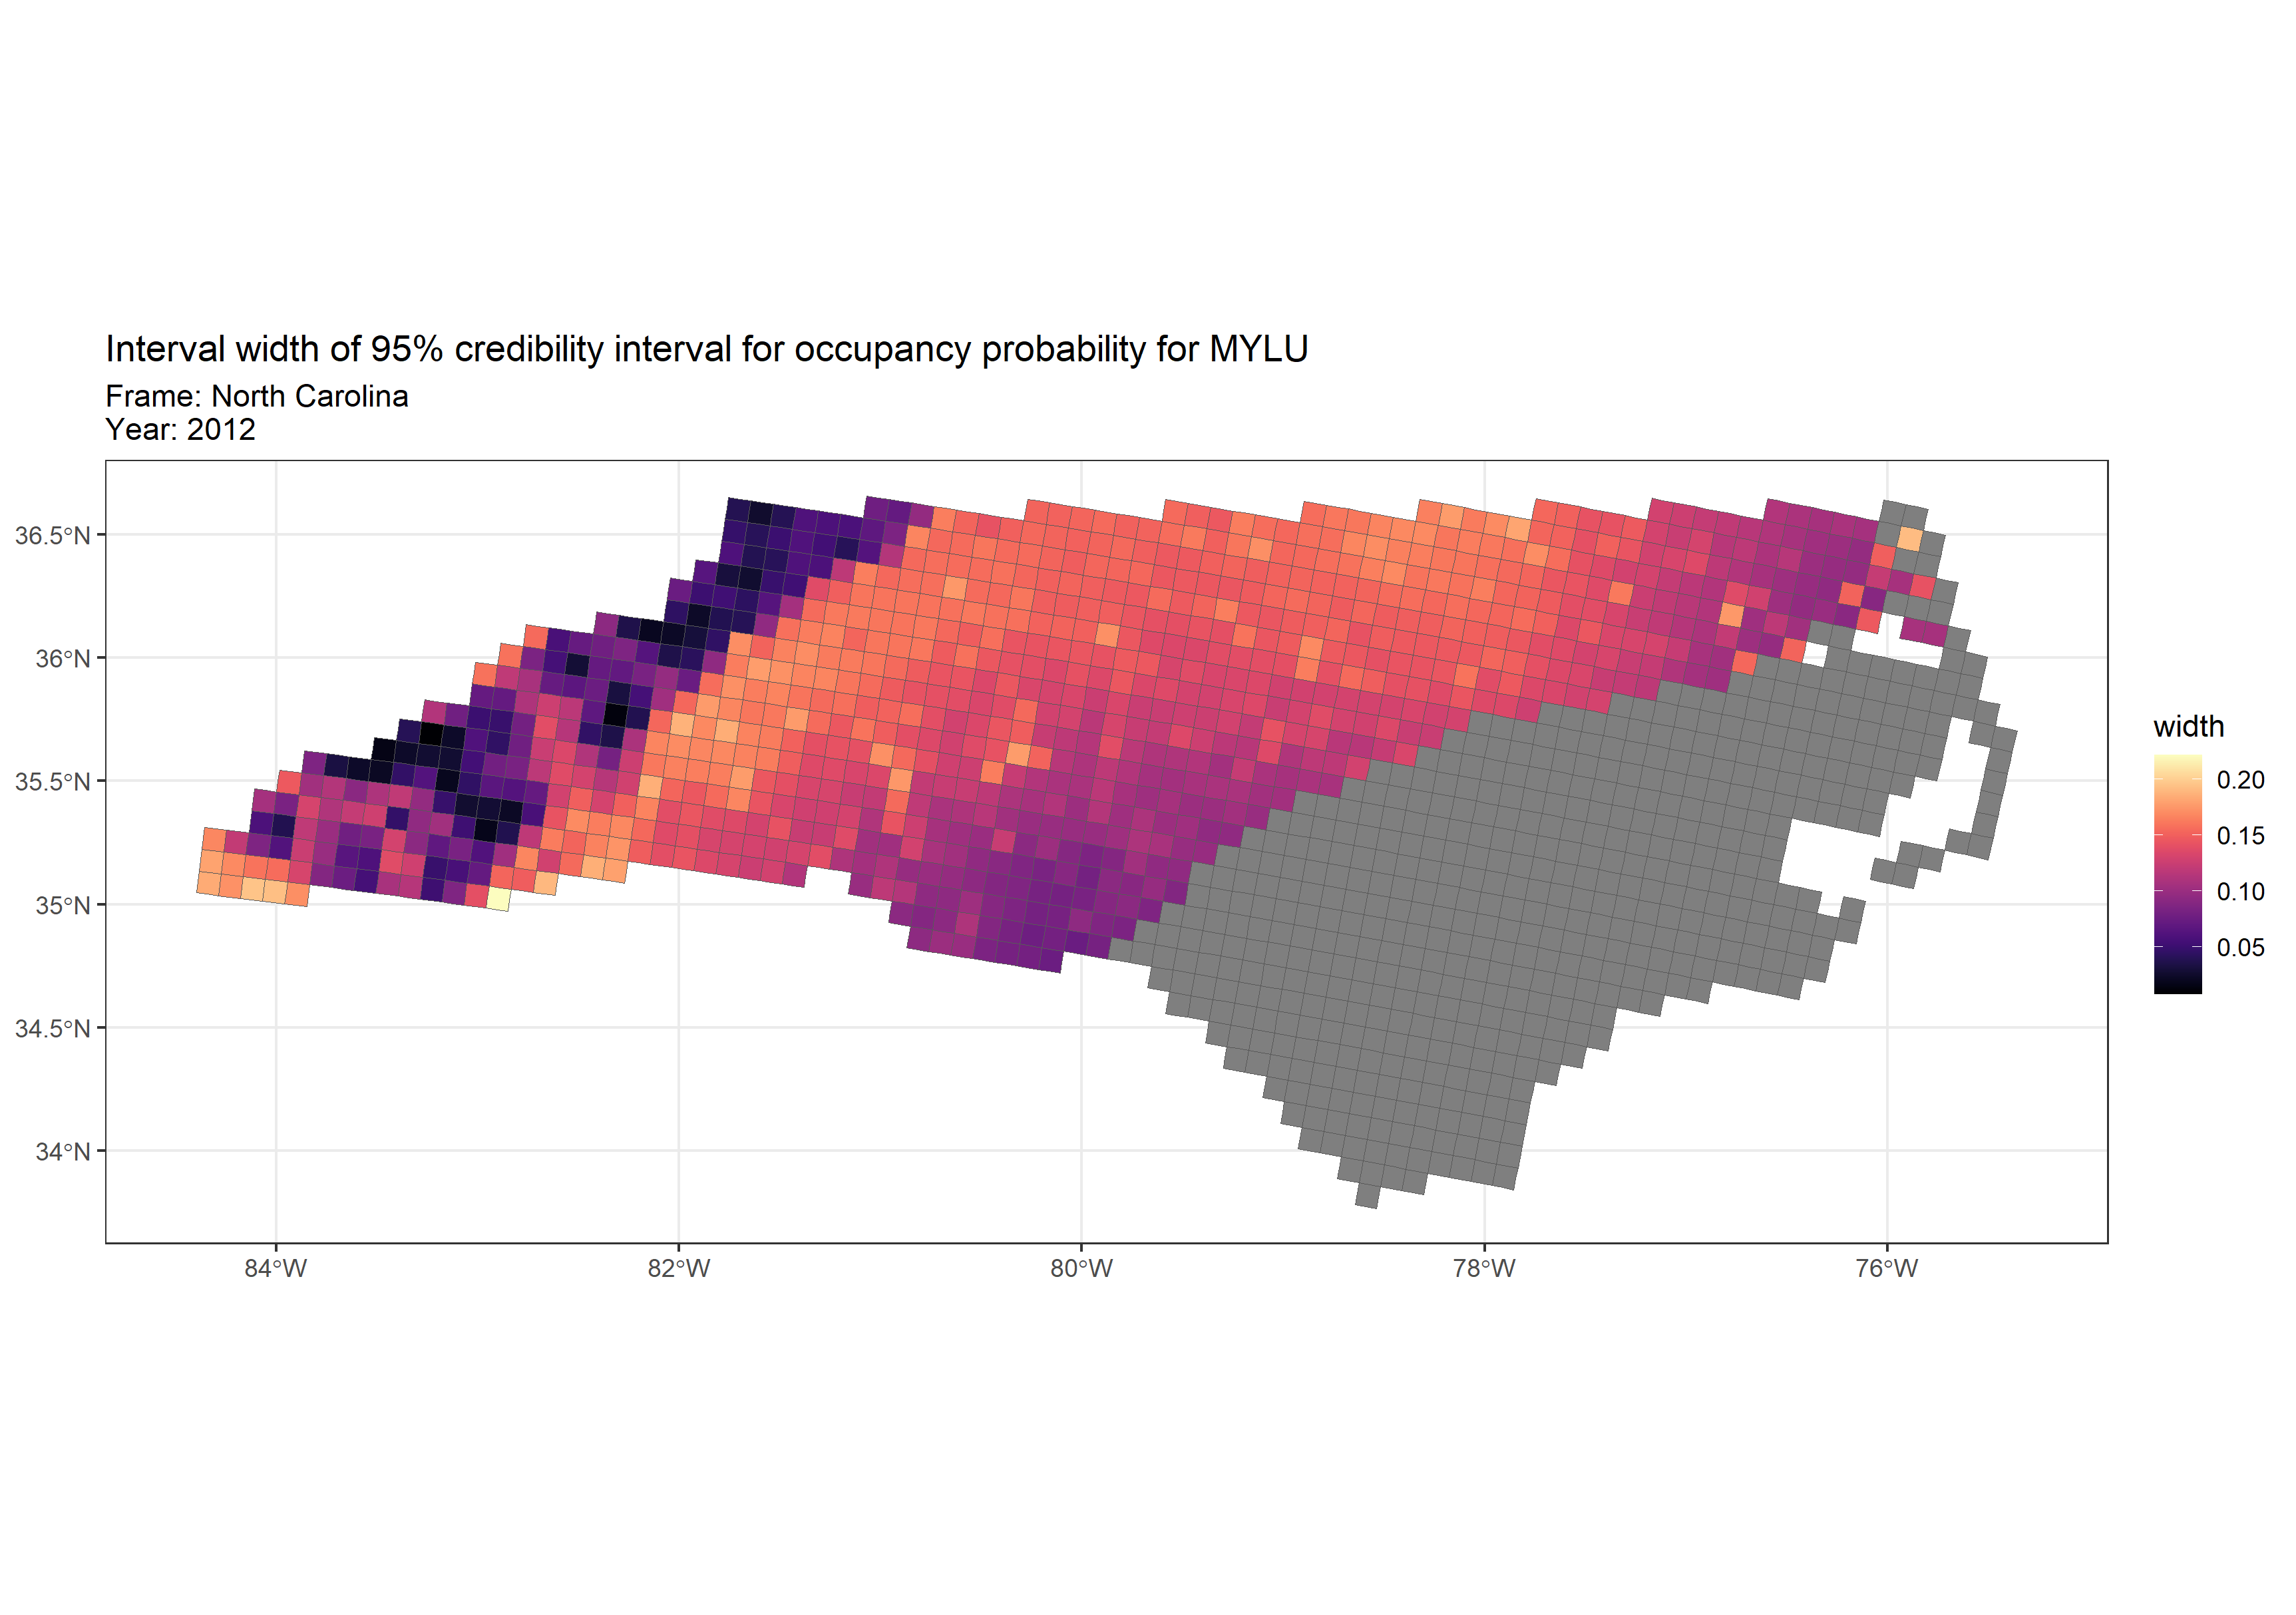 Interval width of 95% credibility interval for occupancy probability for MYLU
Frame: North Carolina
Year: 2012
36.5°N
36°N
35.5°N
35°N
34.5°N
34°N
84°W
82°W
80°W
78°W
76°W
width
0.20
0.15
0.10
0.05